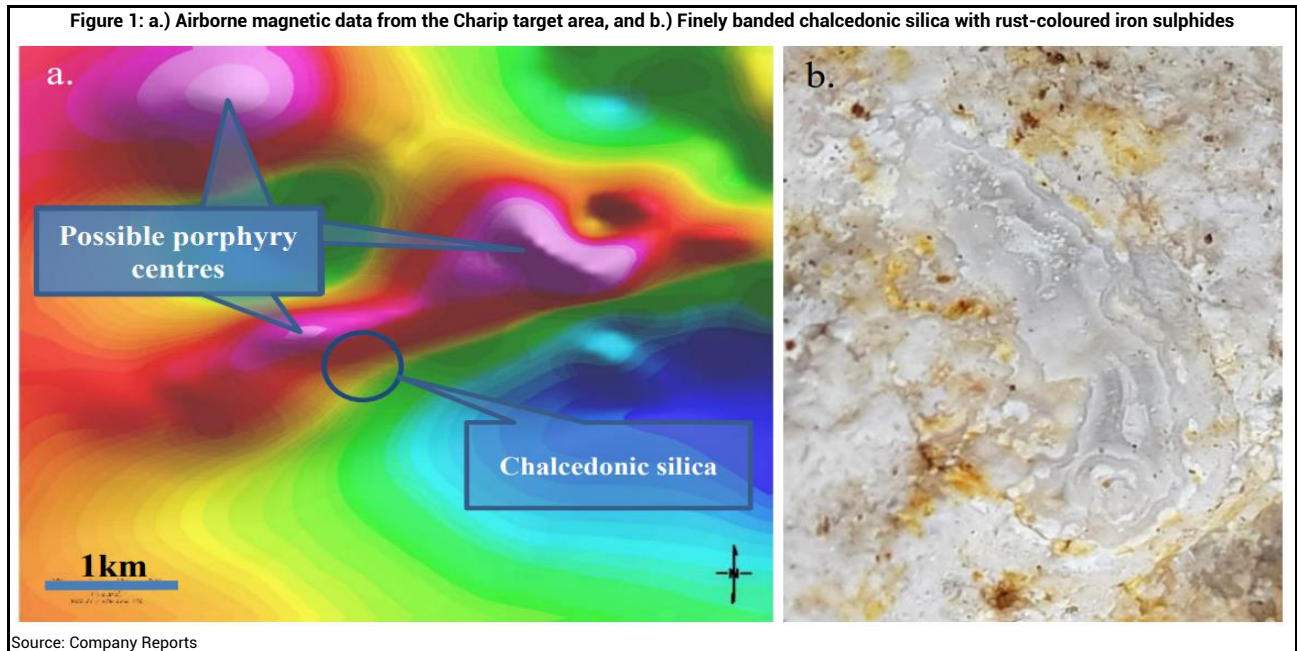 Figure 1: a.) Airborne magnetic data from the Charip target area, and b.) Finely banded chalcedonic silica with rust-coloured iron sulphides
a.
b.
Possible porphyry
centres
Chalcedonic silica
1km
N
Source: Company Reports